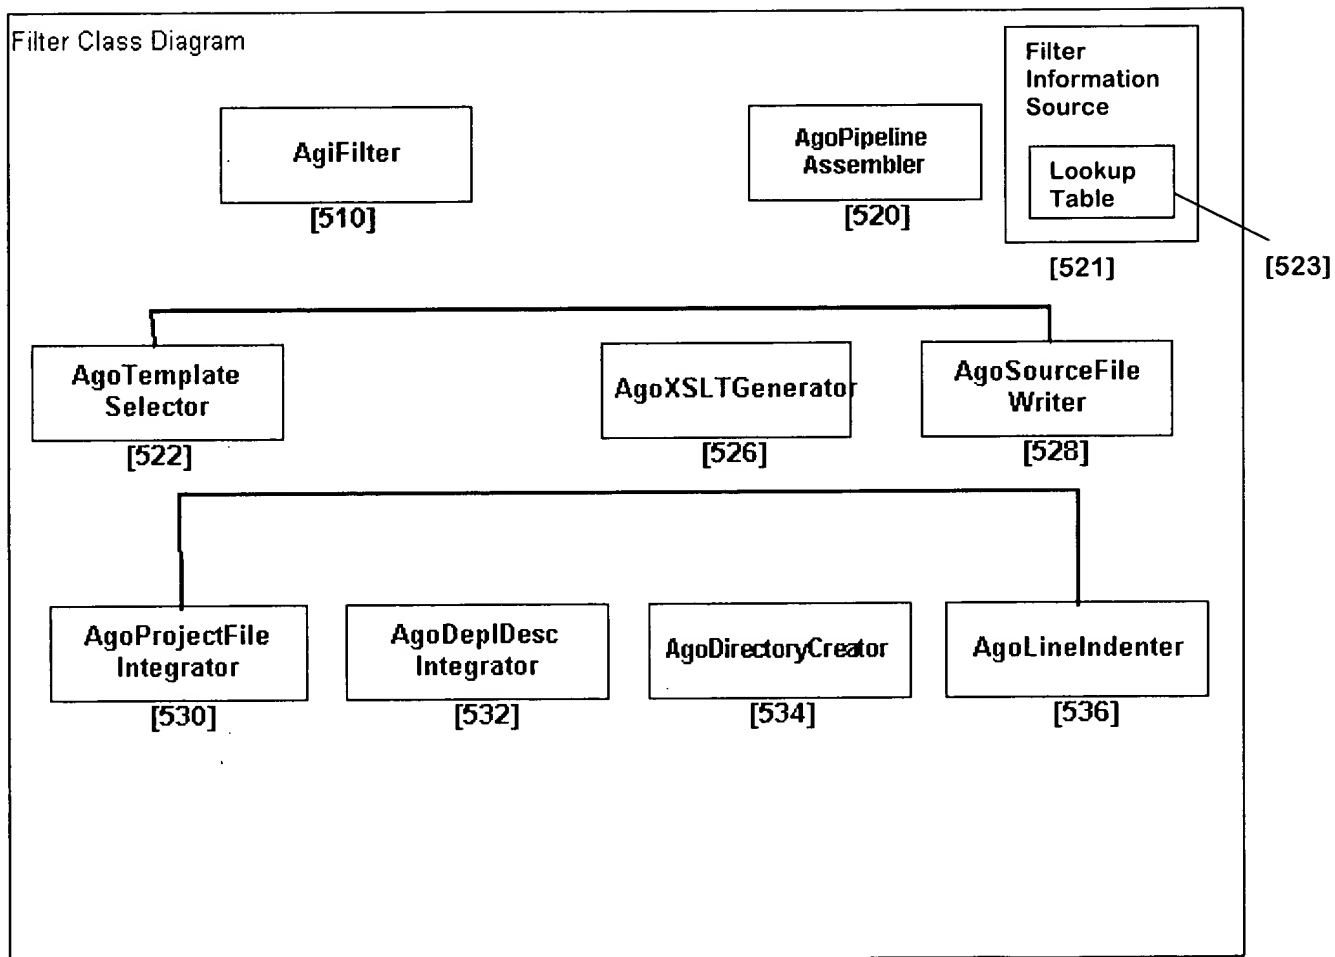 Filter Class Diagram
AgiFilter
[510]
AgoPipeline
Assembler
[520]
Filter
Information
Source
Lookup
Table
[521]
[523]
AgoTemplate
Selector
[522]
AgoXSLTGenerator
[526]
AgoSourceFile
Writer
[528]
AgoProjectFile
Integrator
[530]
AgoDeplDesc
Integrator
[532]
AgoDirectoryCreator
[534]
AgoLineIndenter
[536]